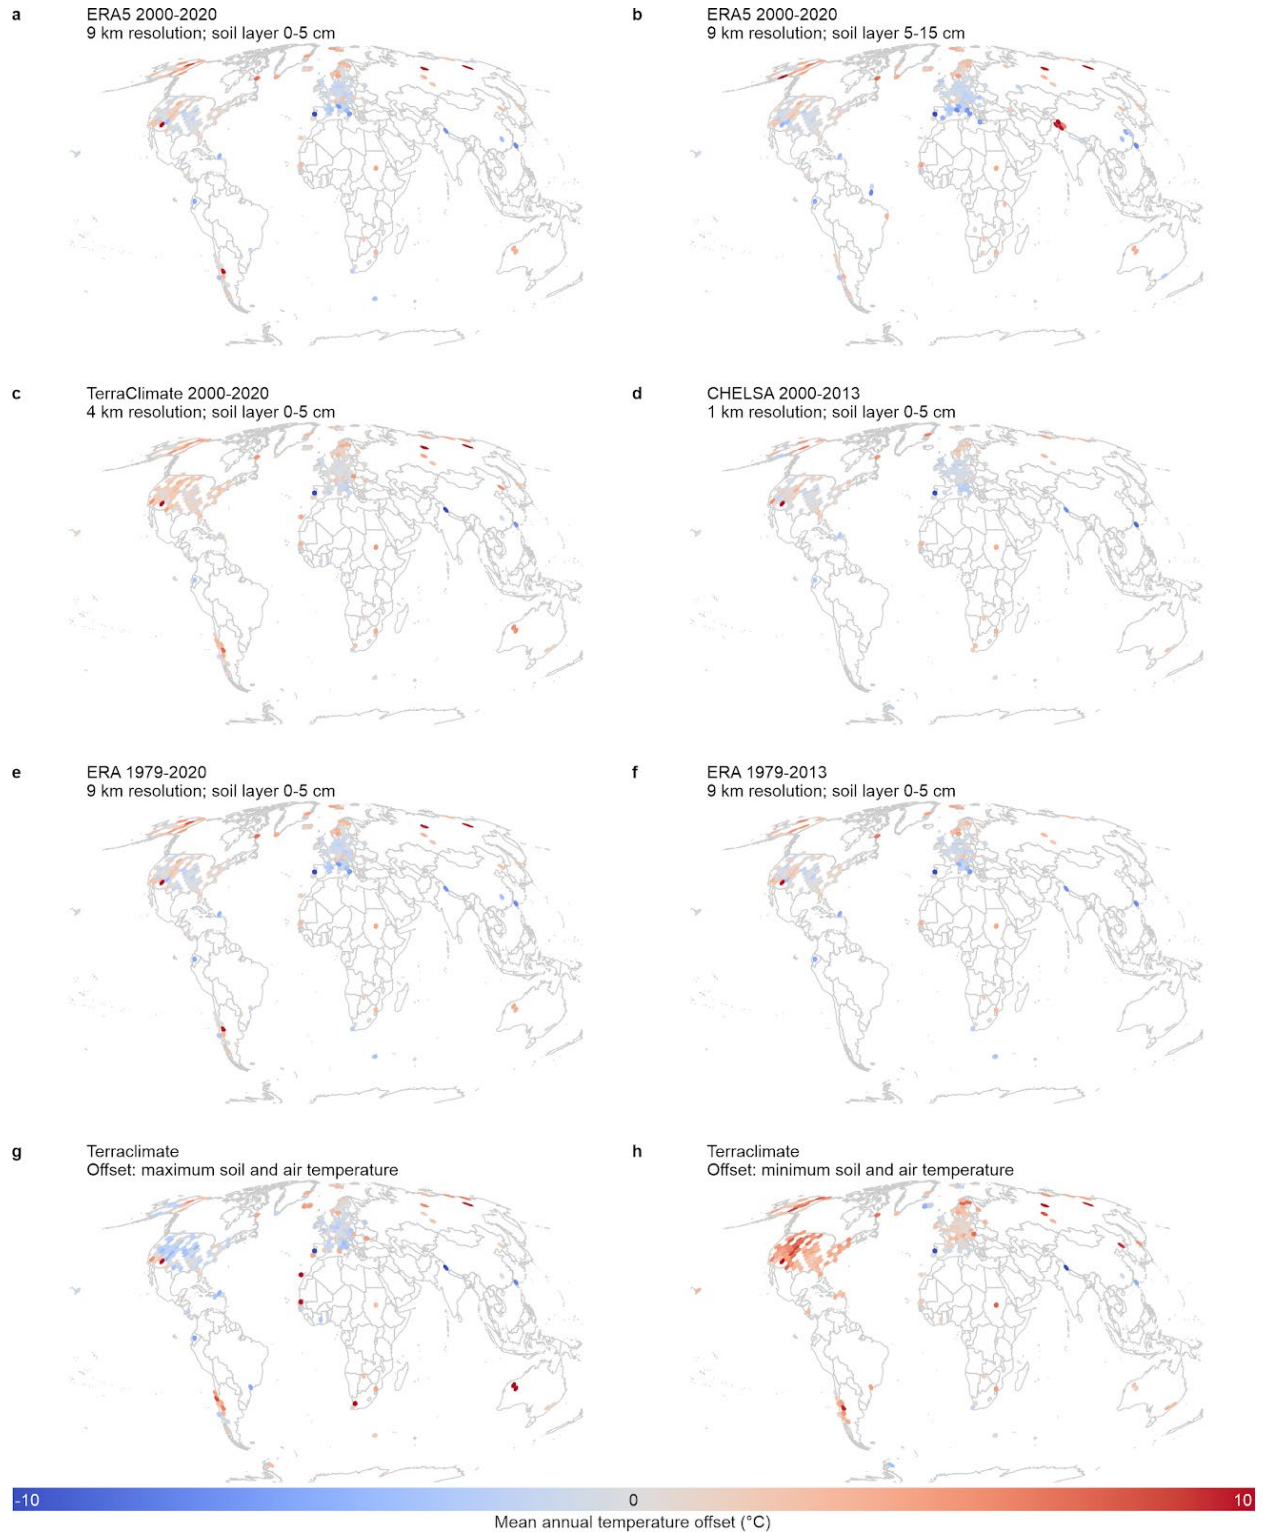 a
ERA5 2000-2020
9 km resolution; soil layer 0-5 cm
b
ERA5 2000-2020
9 km resolution; soil layer 5-15 cm
c
TerraClimate 2000-2020
4 km resolution; soil layer 0-5 cm
d
CHELSA 2000-2013
1 km resolution; soil layer 0-5 cm
e
ERA 1979-2020
9 km resolution; soil layer 0-5 cm
f
ERA 1979-2013
9 km resolution; soil layer 0-5 cm
g
Terraclimate
Offset: maximum soil and air temperature
h
Terraclimate
Offset: minimum soil and air temperature
-10 0 10
Mean annual temperature offset (°C)